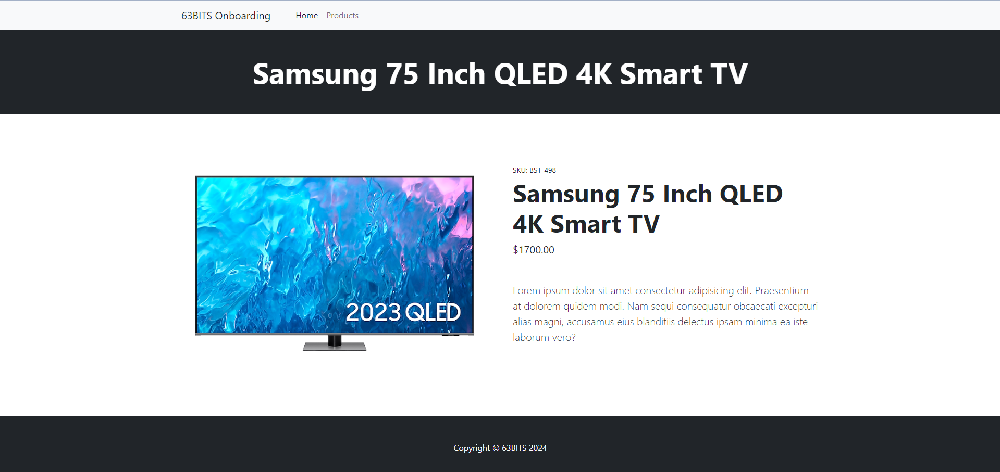 63BITS Onboarding Home Products
Samsung 75 Inch QLED 4K Smart TV
2023 QLED
SKU: BST-498
Samsung 75 Inch QLED
4K Smart TV
$1700.00
Lorem ipsum dolor sit amet consectetur adipisicing elit. Praesentium
at dolorem quidem modi. Nam sequi consequatur obcaecati excepturi
alias magni, accusamus eius blanditiis delectus ipsam minima ea iste
laborum vero?
Copyright © 63BITS 2024